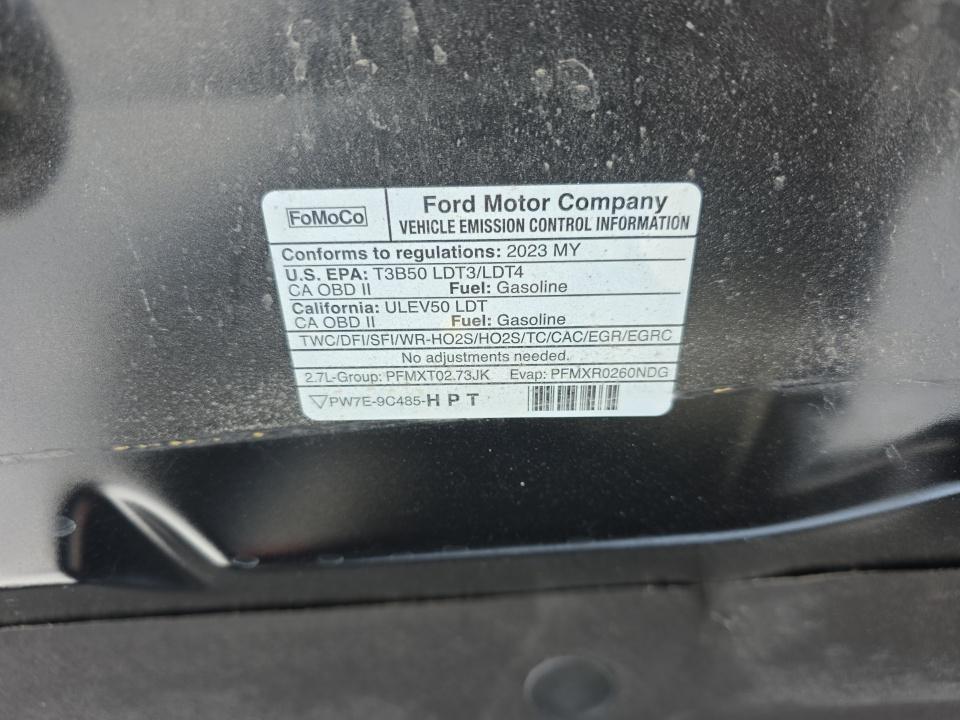 FoMoCo
Ford Motor Company
VEHICLE EMISSION CONTROL INFORMATION
Conforms to regulations: 2023 MY
U.S. EPA: T3B50 LDT3/LDT4
CA OBD II Fuel: Gasoline
California: ULEV50 LDT
CA OBD II Fuel: Gasoline
TWC/DFI/SFI/WR-HO2S/HO2S/TC/CAC/EGR/EGRC
No adjustments needed.
2.7L-Group: PFMXT02.73JK Evap: PFMXR0260NDG
PW7E-9C485-HPT